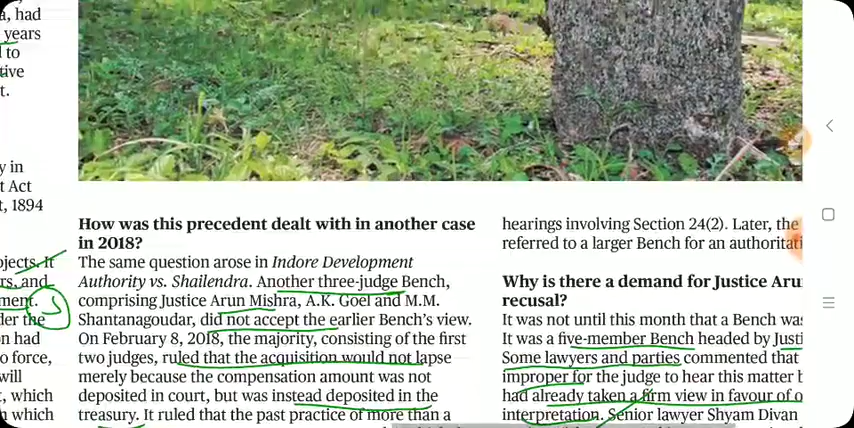 a, had
years
to
tive
t.
y in
t Act
t, 1894
ojects. It
rs, and
ment.
der the
on had
o force,
will
t, which
n which
3
How was this precedent dealt with in another case
in 2018?
The same question arose in Indore Development
Authority vs. Shailendra. Another three-judge Bench,
comprising Justice Arun Mishra, A.K. Goel and M.M.
Shantanagoudar, did not accept the earlier Bench's view.
On February 8, 2018, the majority, consisting of the first
two judges, ruled that the acquisition would not lapse
merely because the compensation amount was not
deposited in court, but was instead deposited in the
treasury. It ruled that the past practice of more than a
hearings involving Section 24(2). Later, the
referred to a larger Bench for an authoritati
Why is there a demand for Justice Aru
recusal?
It was not until this month that a Bench was
It was a five-member Bench headed by Justi
Some lawyers and parties commented that
improper for the judge to hear this matter b
had already taken a firm view in favour of o
interpretation. Senior lawyer Shyam Divan